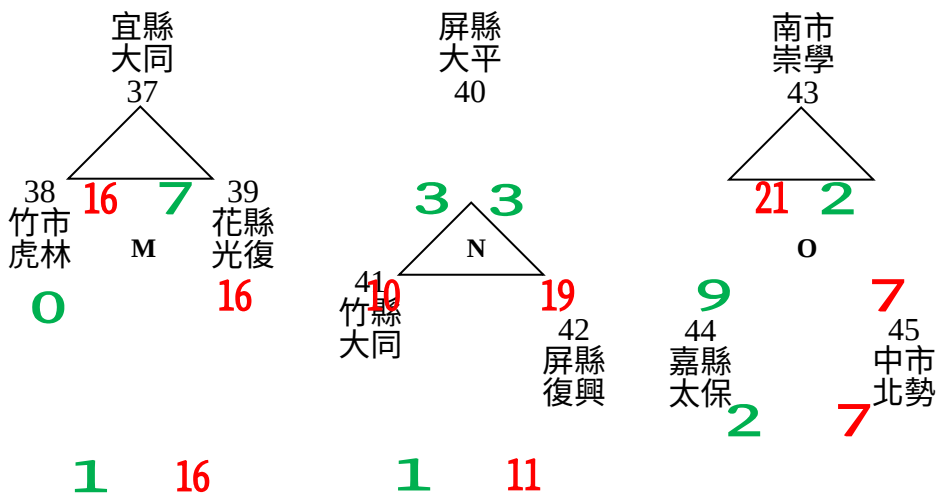 宜縣
大同
37
屏縣
大平
40
南市
崇學
43
38
竹市
虎林
16
7
39
花縣
光復
M
3
3
N
21
2
O
0
16
41
竹縣
大同
10
19
42
屏縣
復興
9
7
44
嘉縣
太保
45
中市
北勢
2
7
1
16
1
11